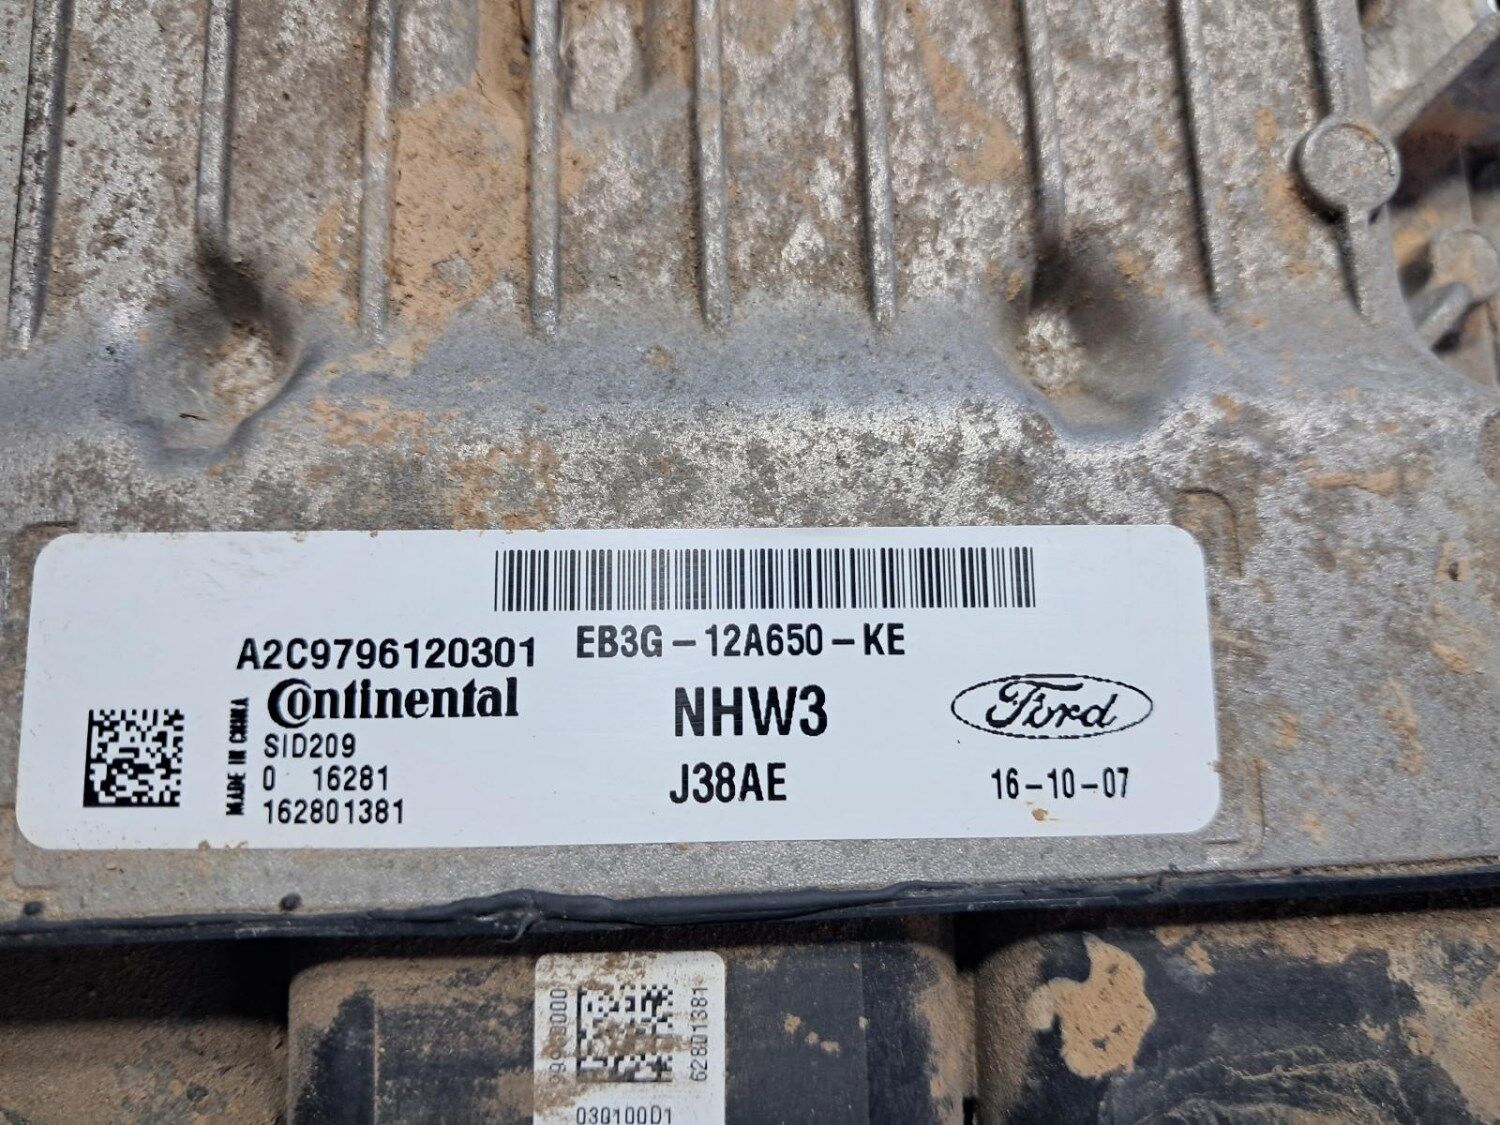 A2C9796120301
EB3G-12A650-KE
Continental
NHW3
Ford
SID209
MADE IN CHINA
0 16281
J38AE
16-10-07
162801381
62801381
030100D1